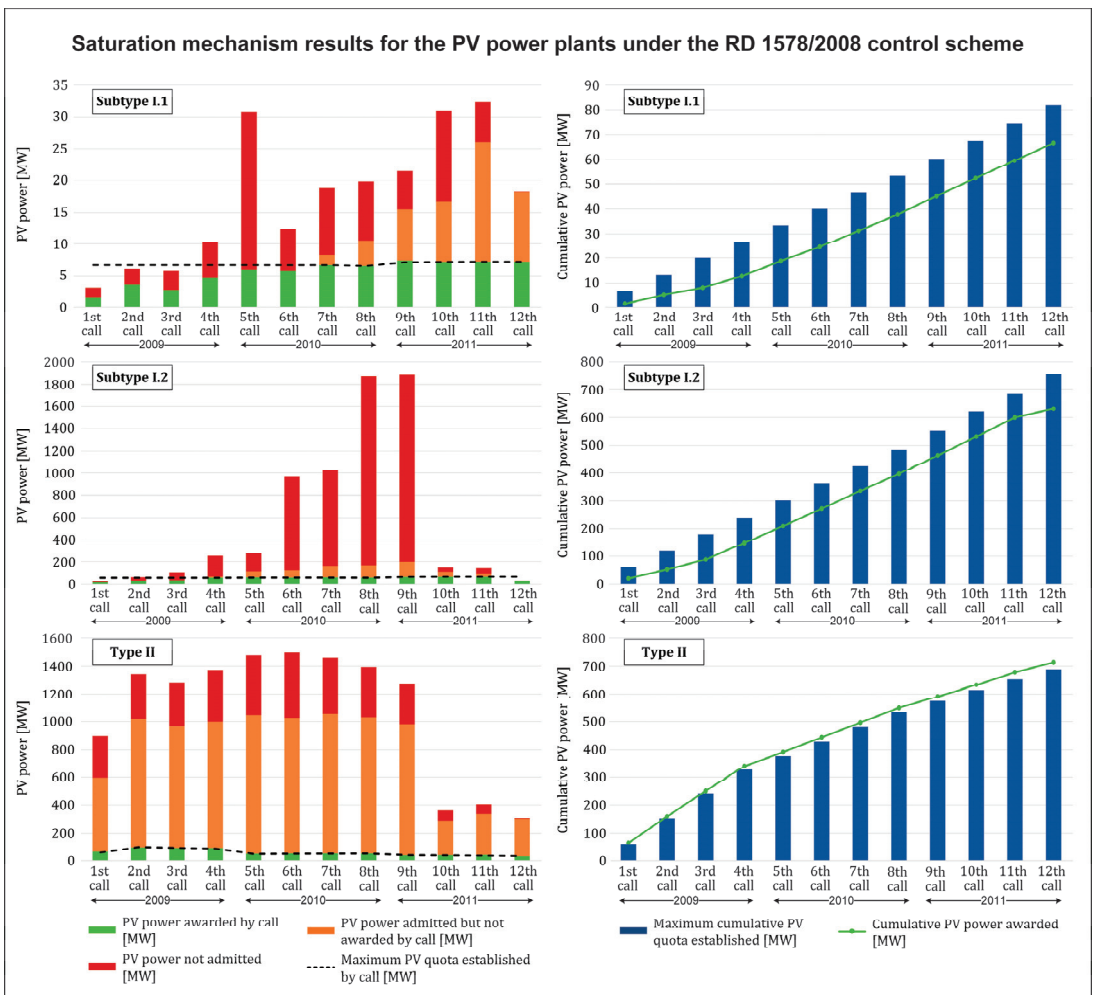 Saturation mechanism results for the PV power plants under the RD 1578/2008 control scheme
Subtype I.1
PV power [MW]
35
30
25
20
15
10
5
0
1st call
2nd call
3rd call
4th call
5th call
6th call
7th call
8th call
9th call
10th call
11th call
12th call
2009
2010
2011
Subtype I.1
Cumulative PV power [MW]
90
80
70
60
50
40
30
20
10
0
1st call
2nd call
3rd call
4th call
5th call
6th call
7th call
8th call
9th call
10th call
11th call
12th call
2009
2010
2011
Subtype I.2
PV power [MW]
2000
1800
1600
1400
1200
1000
800
600
400
200
0
1st call
2nd call
3rd call
4th call
5th call
6th call
7th call
8th call
9th call
10th call
11th call
12th call
2000
2010
2011
Subtype I.2
Cumulative PV power [MW]
800
700
600
500
400
300
200
100
0
1st call
2nd call
3rd call
4th call
5th call
6th call
7th call
8th call
9th call
10th call
11th call
12th call
2000
2010
2011
Type II
PV power [MW]
1600
1400
1200
1000
800
600
400
200
0
1st call
2nd call
3rd call
4th call
5th call
6th call
7th call
8th call
9th call
10th call
11th call
12th call
2009
2010
2011
Type II
Cumulative PV power [MW]
800
700
600
500
400
300
200
100
0
1st call
2nd call
3rd call
4th call
5th call
6th call
7th call
8th call
9th call
10th call
11th call
12th call
2009
2010
2011
PV power awarded by call
[MW]
PV power admitted but not
awarded by call [MW]
PV power not admitted
[MW]
Maximum PV quota established
by call [MW]
Maximum cumulative PV
quota established [MW]
Cumulative PV power awarded
[MW]